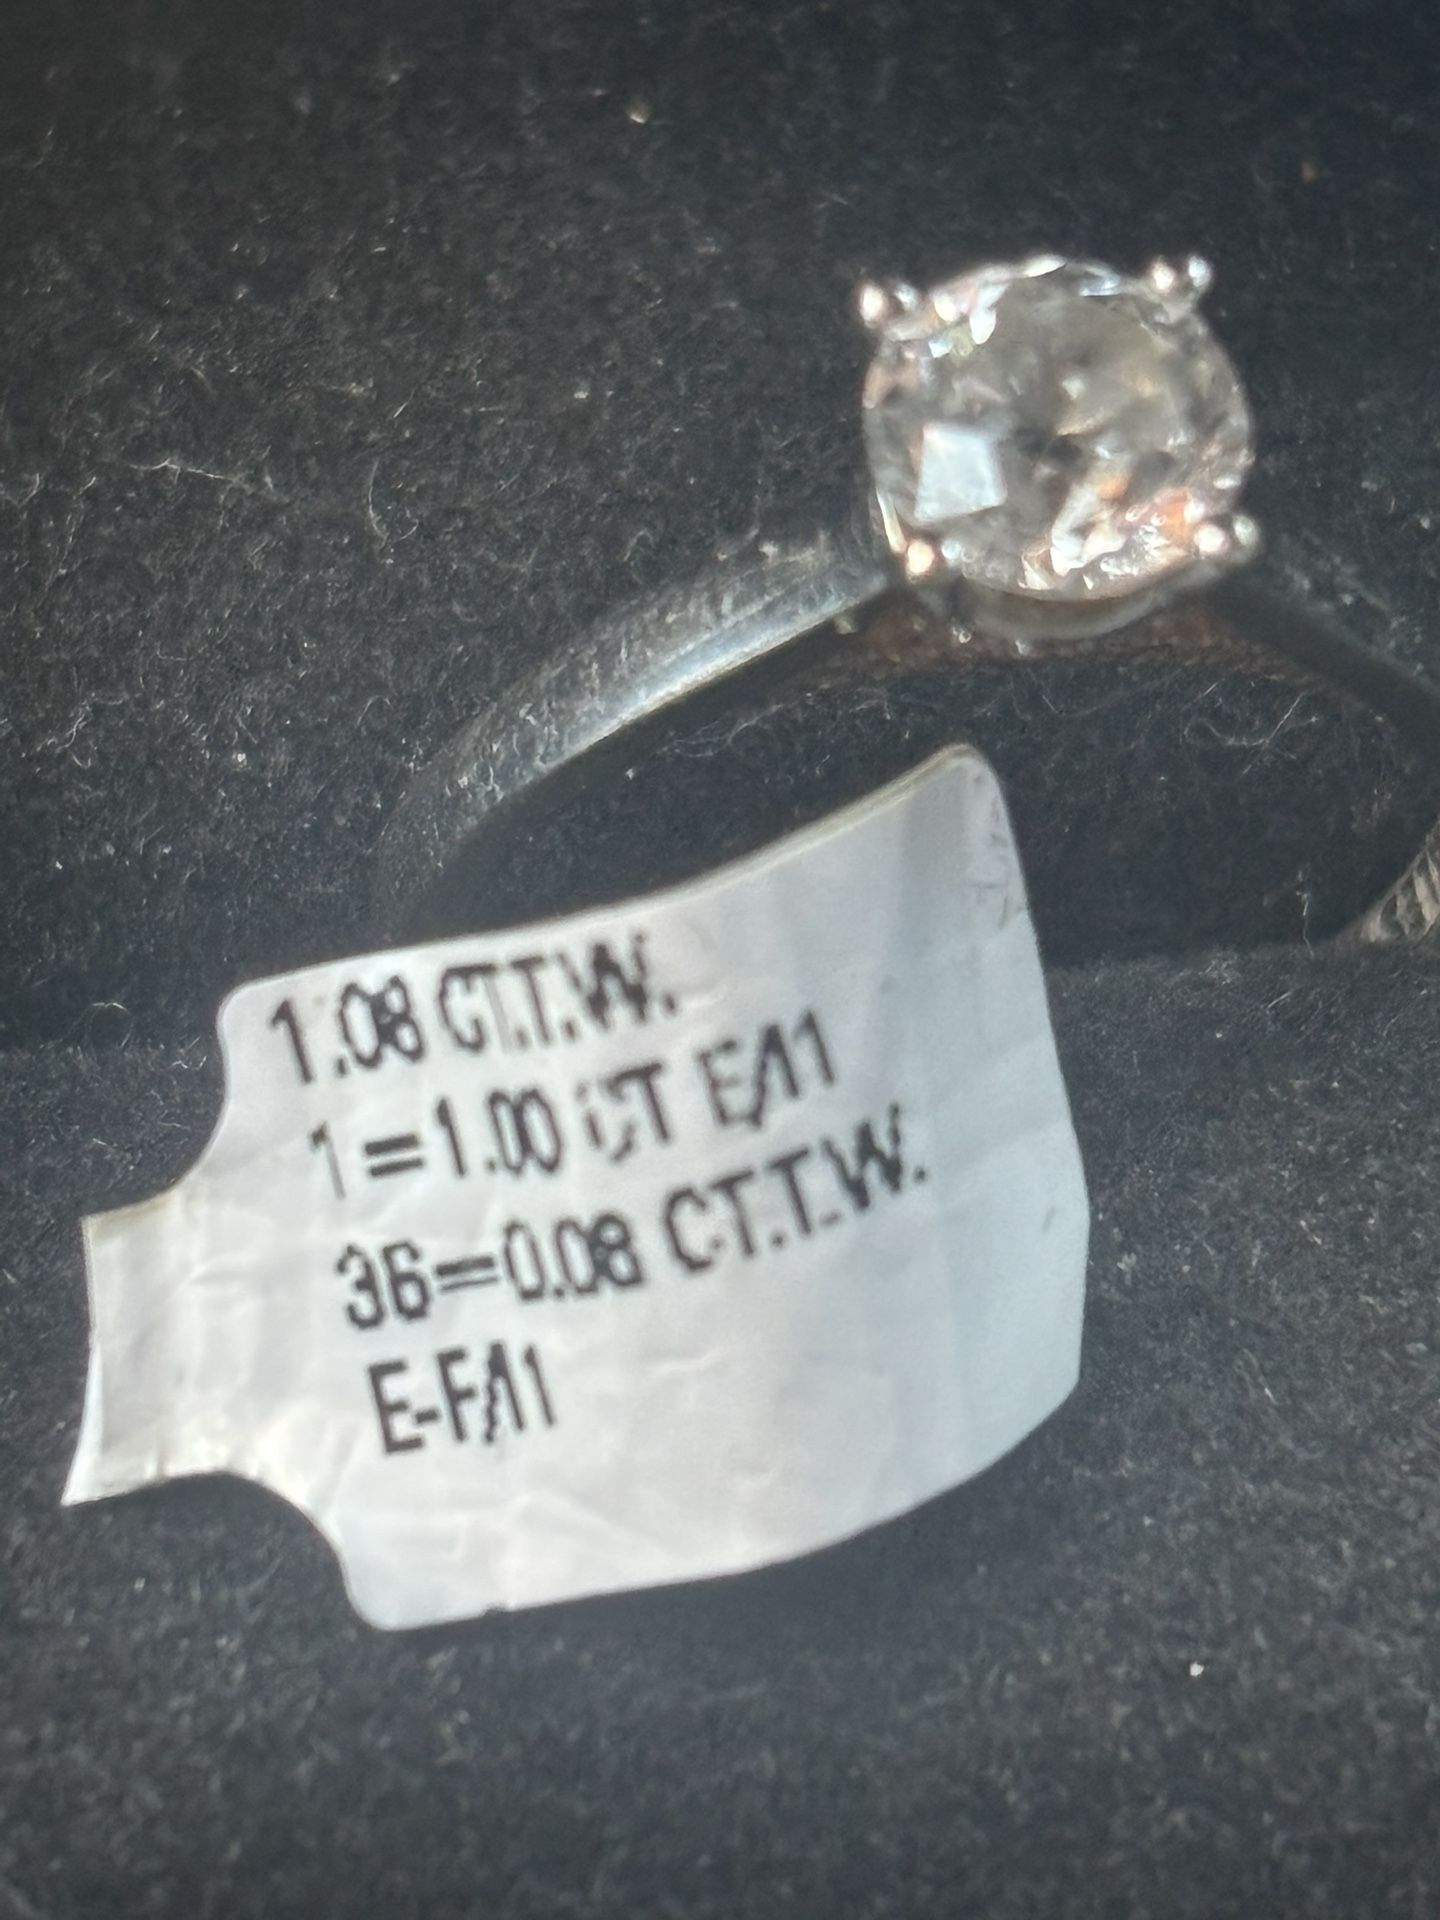 1.08 CT.T.W.
1=1.00 CT E/I1
36=0.08 CT.T.W.
E-F/I1